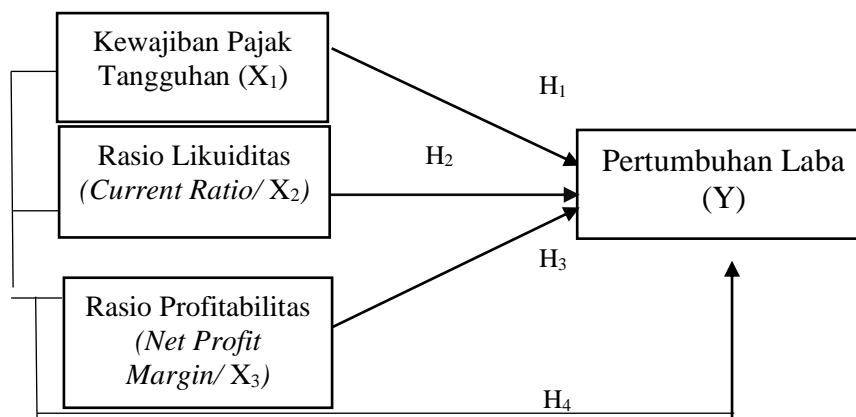 Kewajiban Pajak
Tangguhan (X₁)
H₁
Rasio Likuiditas
(Current Ratio/ X₂)
H₂
Pertumbuhan Laba
(Y)
H₃
Rasio Profitabilitas
(Net Profit
Margin/ X₃)
H₄